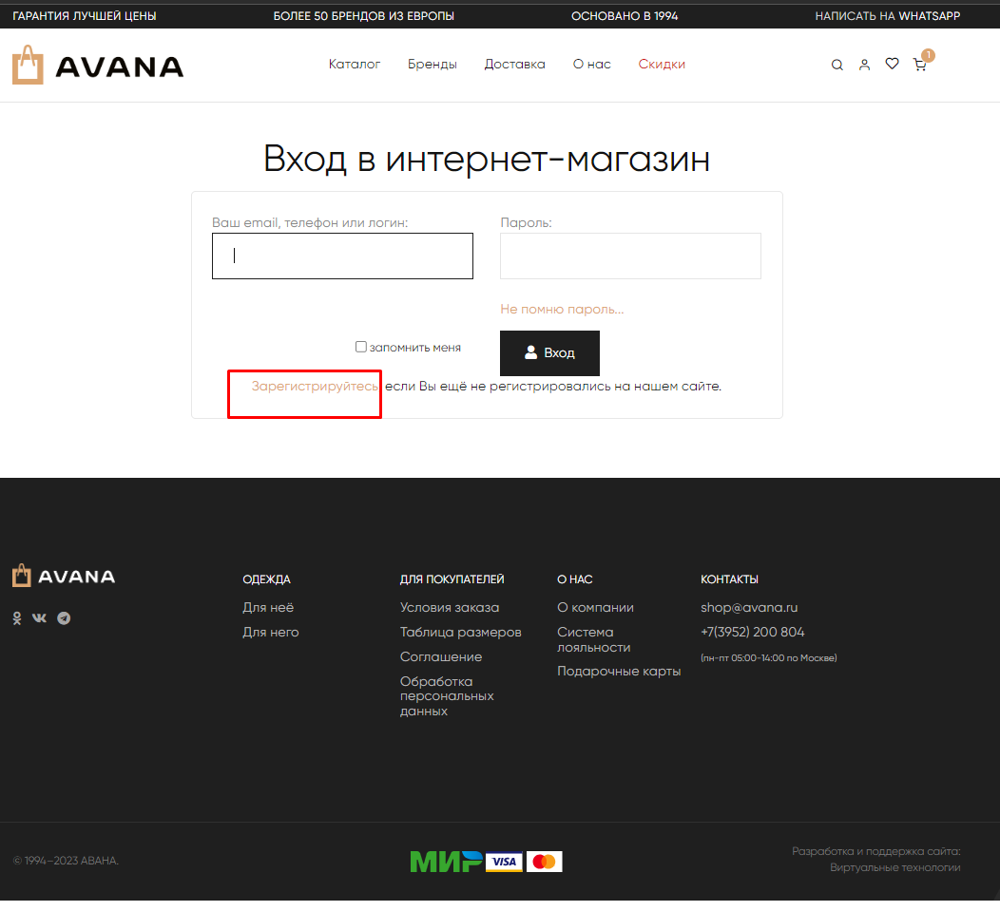 ГАРАНТИЯ ЛУЧШЕЙ ЦЕНЫ БОЛЕЕ 50 БРЕНДОВ ИЗ ЕВРОПЫ ОСНОВАНО В 1994 НАПИСАТЬ НА WHATSAPP
AVANA Каталог Бренды Доставка О нас Скидки 1
Вход в интернет-магазин
Ваш email, телефон или логин: Пароль:
Не помню пароль...
запомнить меня Вход
Зарегистрируйтесь, если Вы ещё не регистрировались на нашем сайте.
AVANA
ОДЕЖДА
Для неё
Для него
ДЛЯ ПОКУПАТЕЛЕЙ
Условия заказа
Таблица размеров
Соглашение
Обработка
персональных
данных
О НАС
О компании
Система
лояльности
Подарочные карты
КОНТАКТЫ
shop@avana.ru
+7(3952) 200 804
(пн-пт 05:00-14:00 по Москве)
© 1994–2023 АВАНА.
МИР VISA
Разработка и поддержка сайта:
Виртуальные технологии